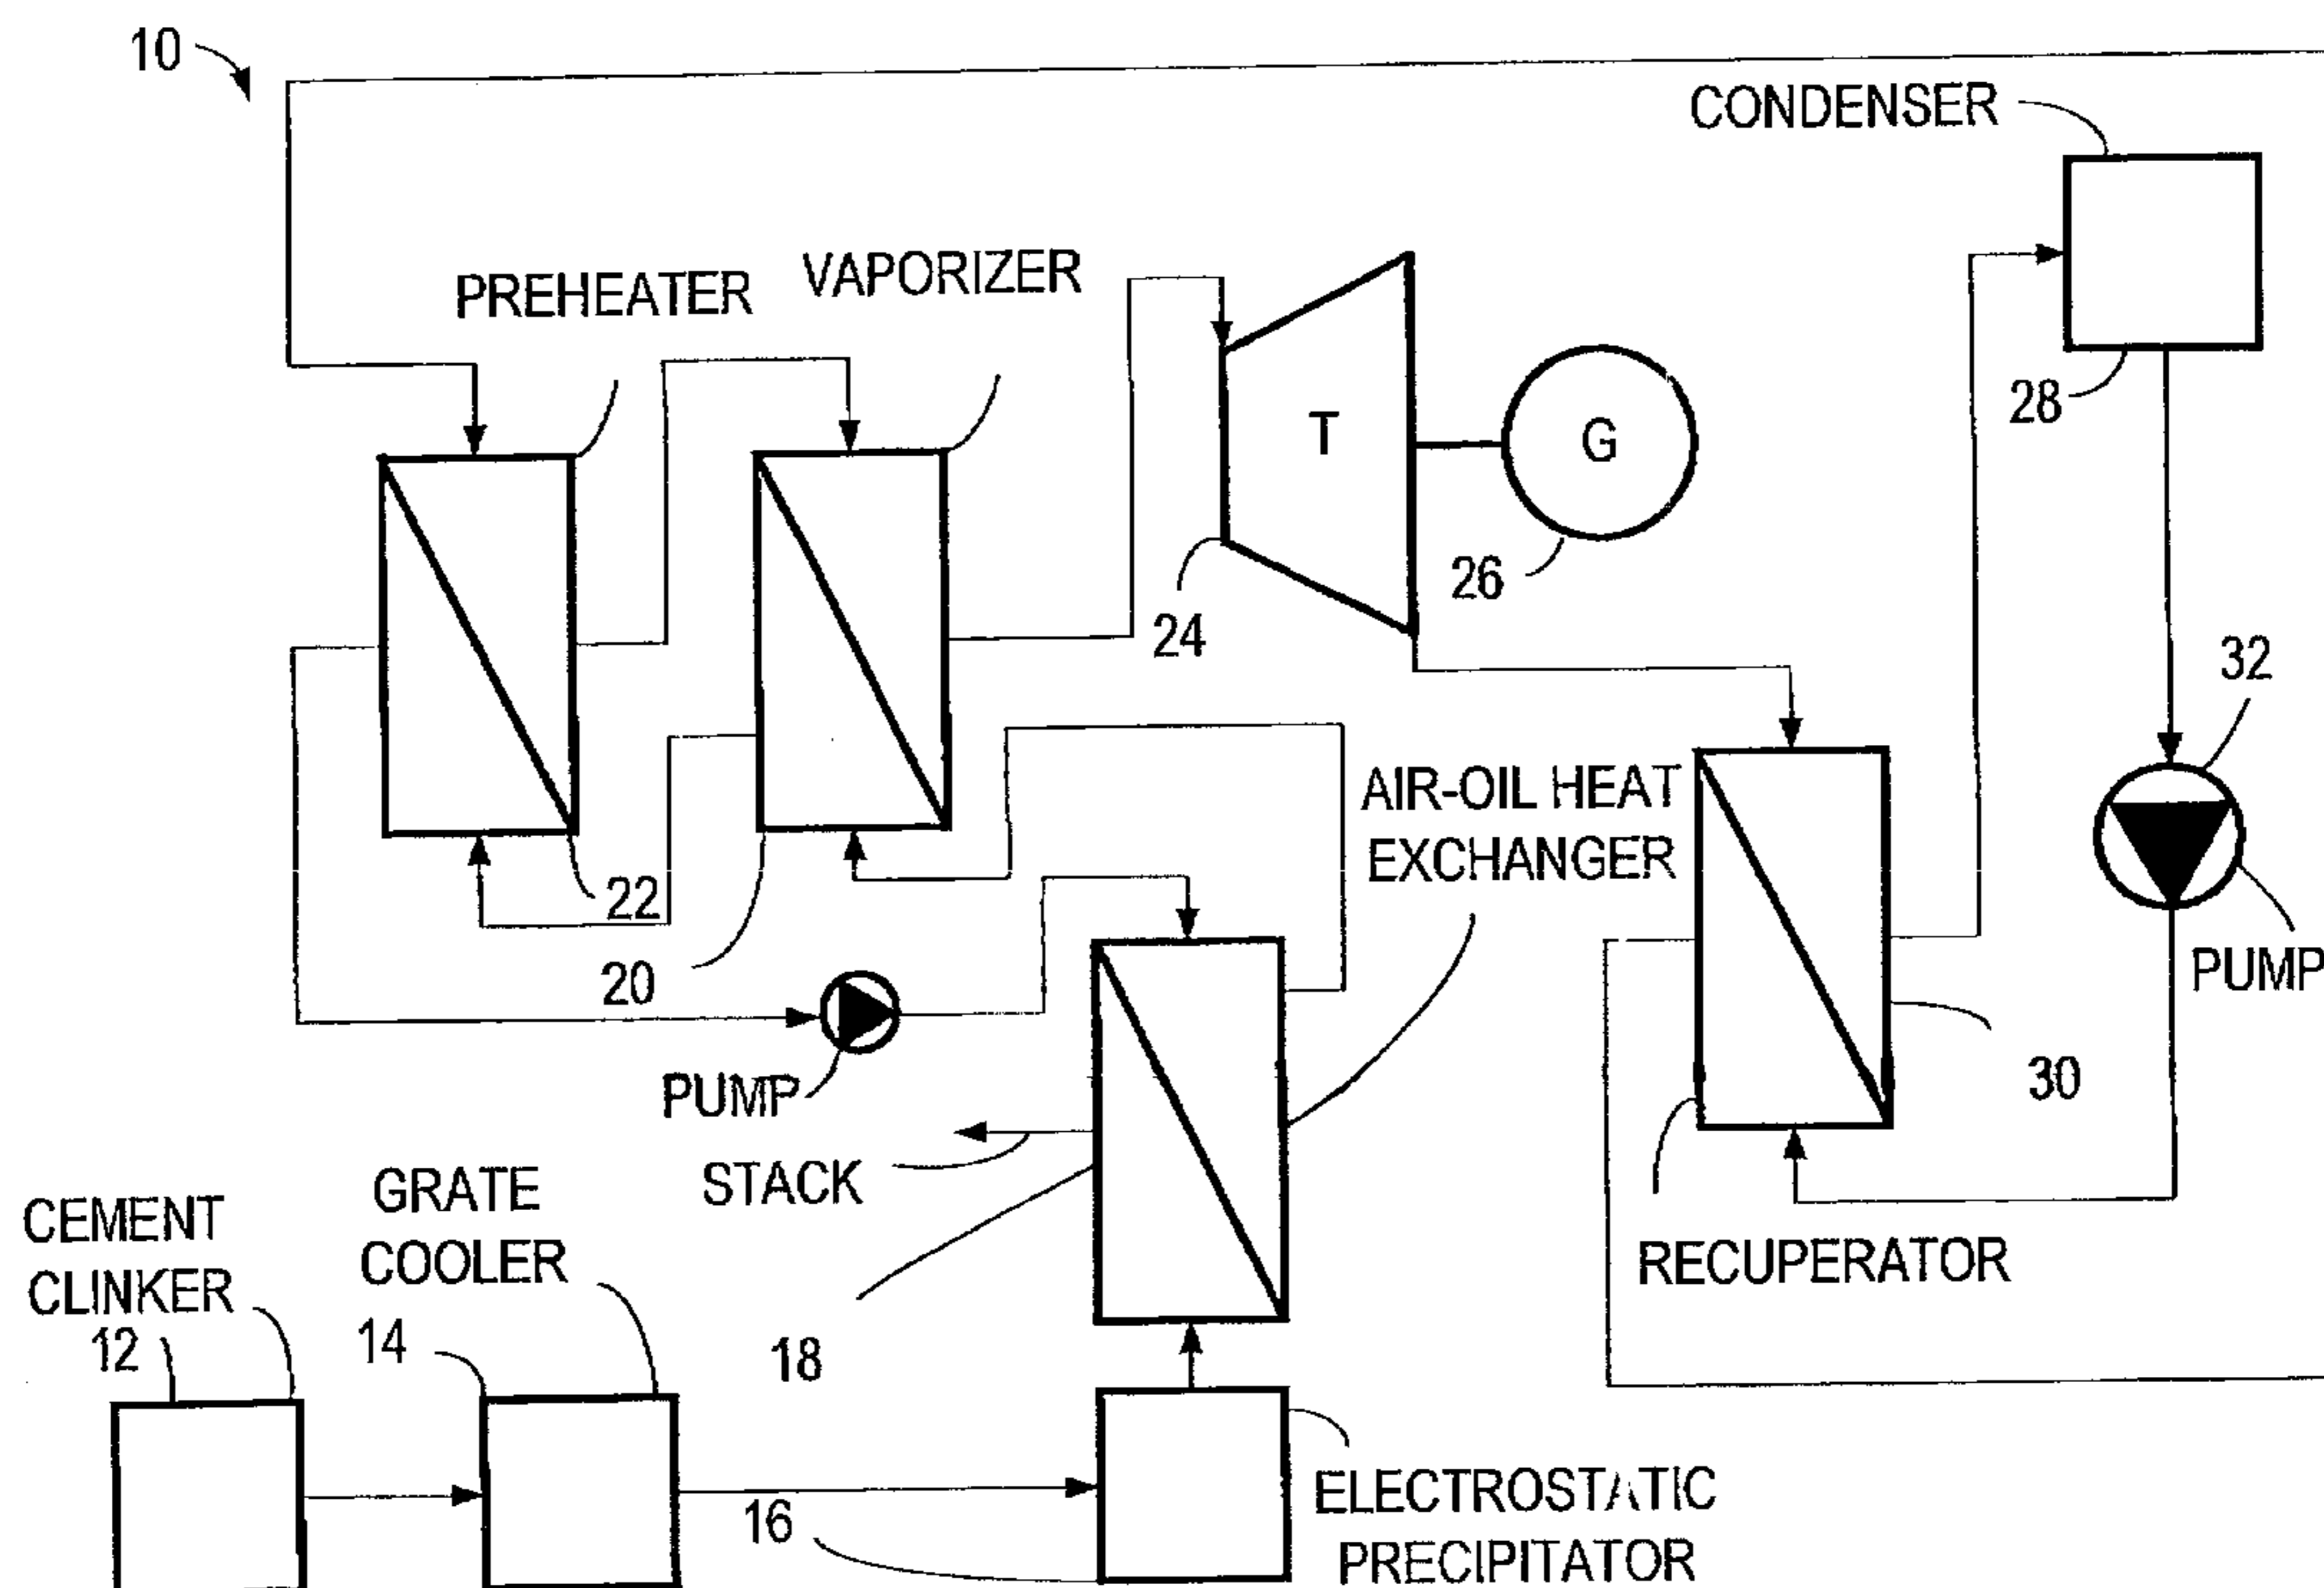 10
CONDENSER
PREHEATER
VAPORIZER
T
G
28
26
24
32
AIR-OIL HEAT
EXCHANGER
22
20
PUMP
PUMP
30
STACK
GRATE
COOLER
CEMENT
CLINKER
RECUPERATOR
12
14
18
16
ELECTROSTATIC
PRECIPITATOR